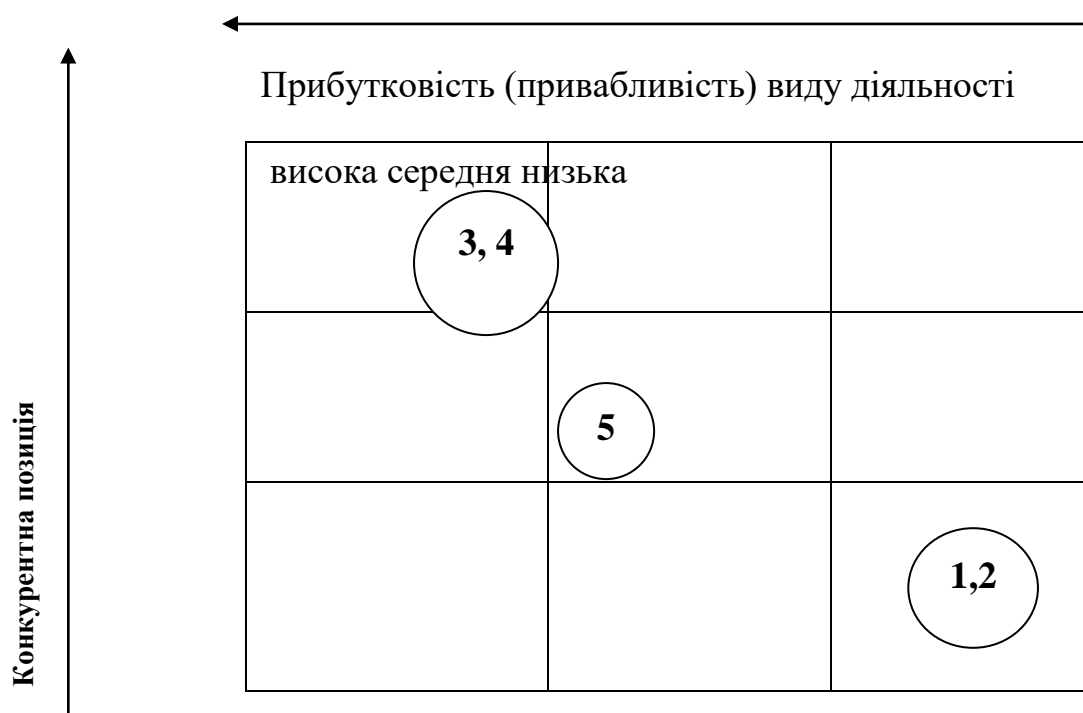 Прибутковість (привабливість) виду діяльності
висока середня низька
3, 4
5
1,2
Конкурентна позиція